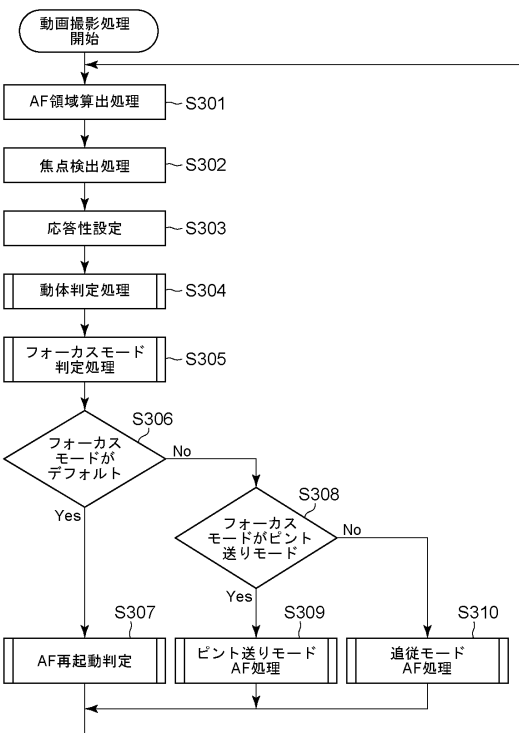 動画撮影処理
開始
AF領域算出処理
S301
焦点検出処理
S302
応答性設定
S303
動体判定処理
S304
フォーカスモード
判定処理
S305
S306
フォーカス
モードが
デフォルト
No
Yes
S308
フォーカス
モードがピント
送りモード
No
Yes
S307
AF再起動判定
S309
ピント送りモード
AF処理
S310
追従モード
AF処理